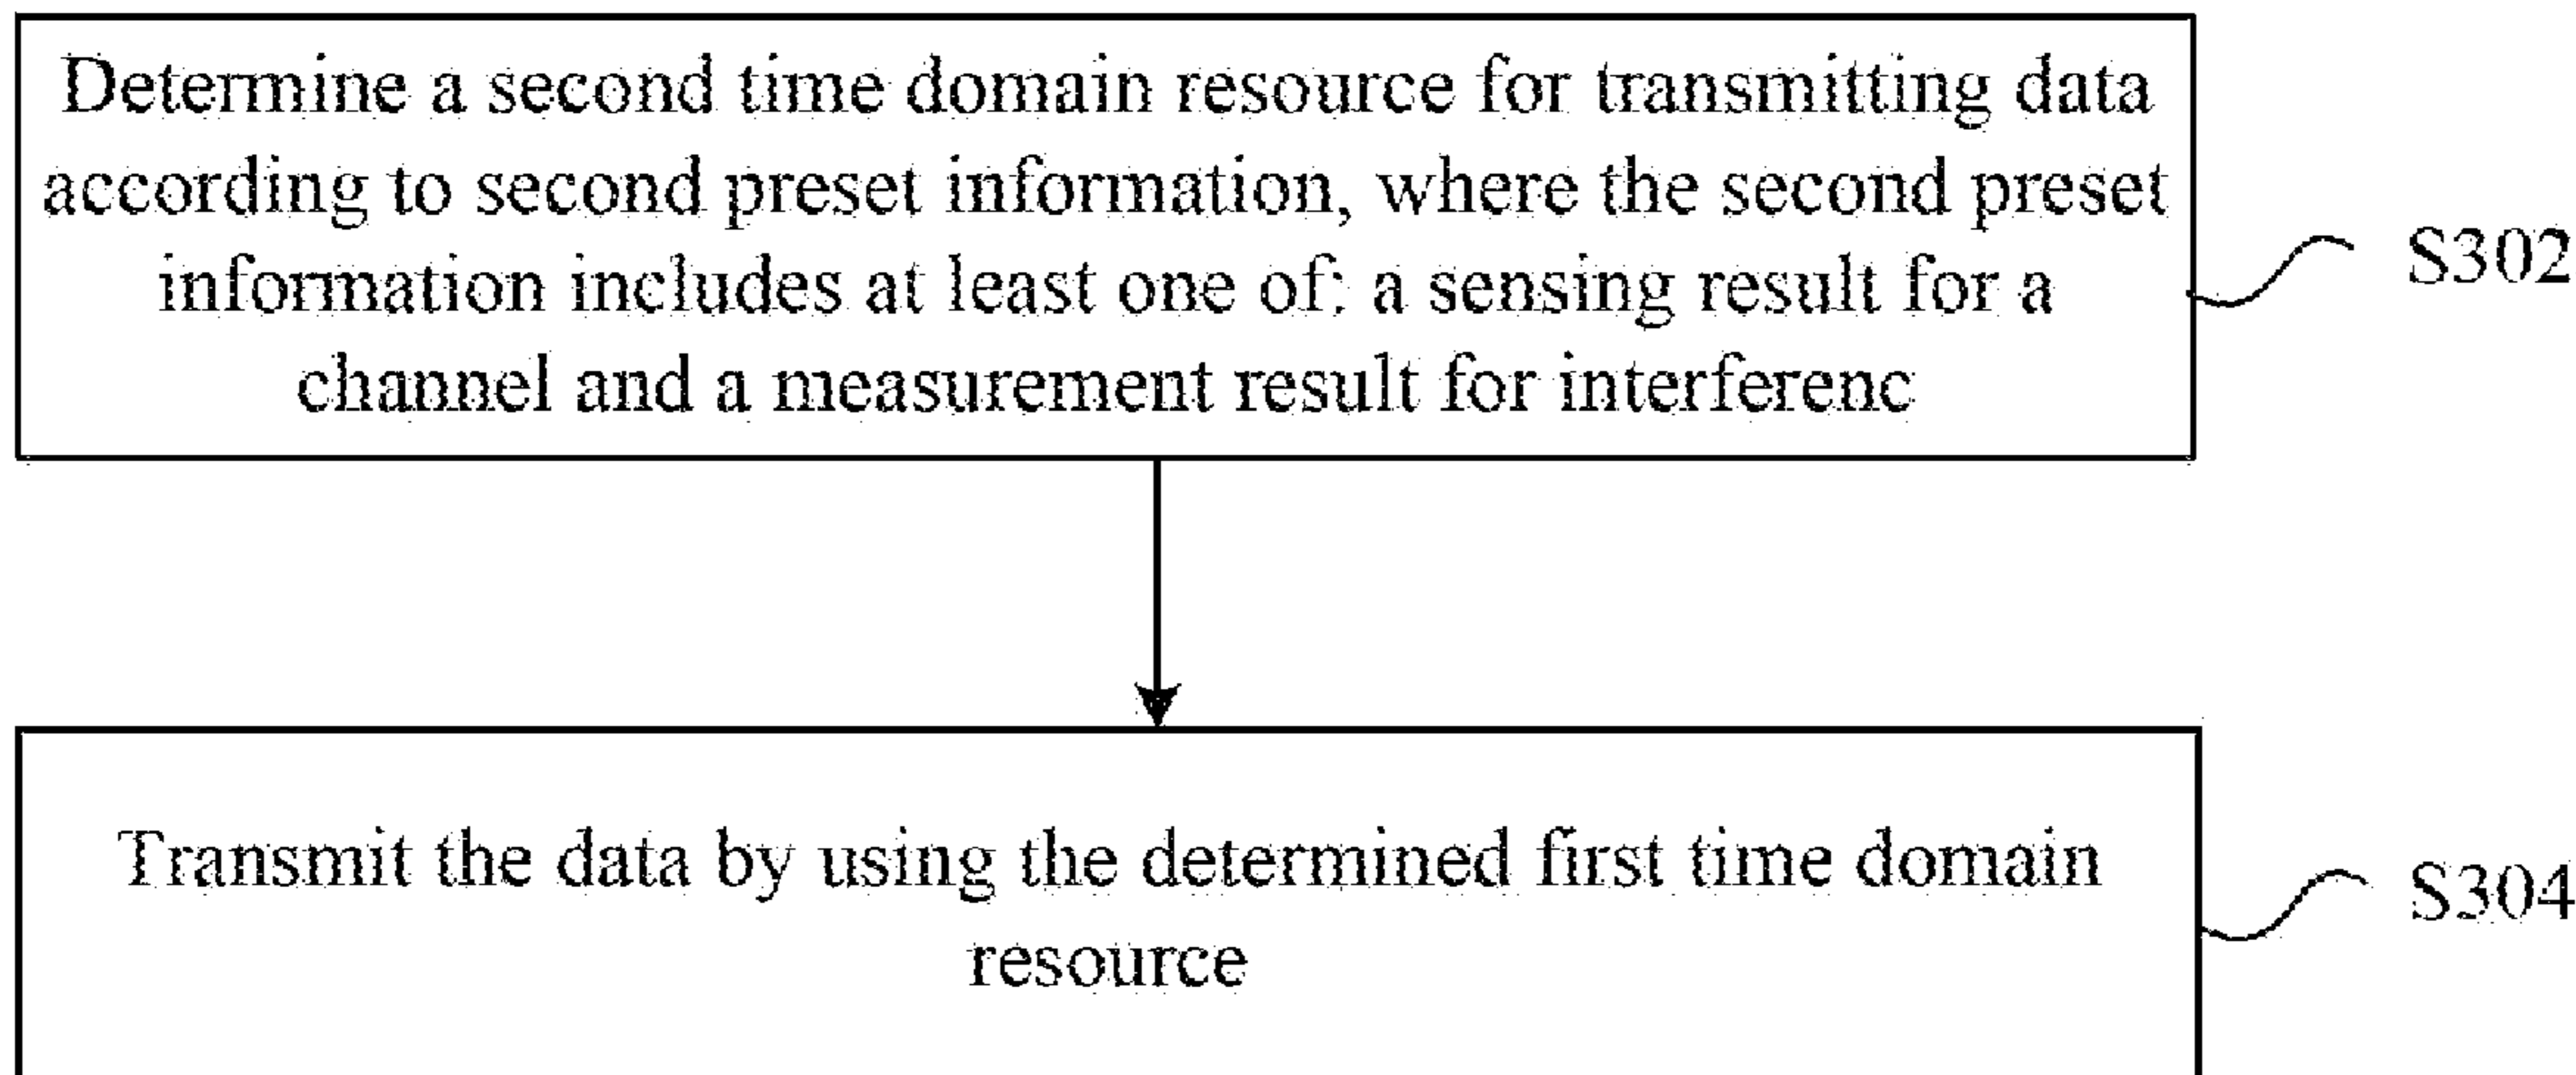 Determine a second time domain resource for transmitting data
according to second preset information, where the second preset
information includes at least one of: a sensing result for a
channel and a measurement result for interferenc
S302
Transmit the data by using the determined first time domain
resource
S304